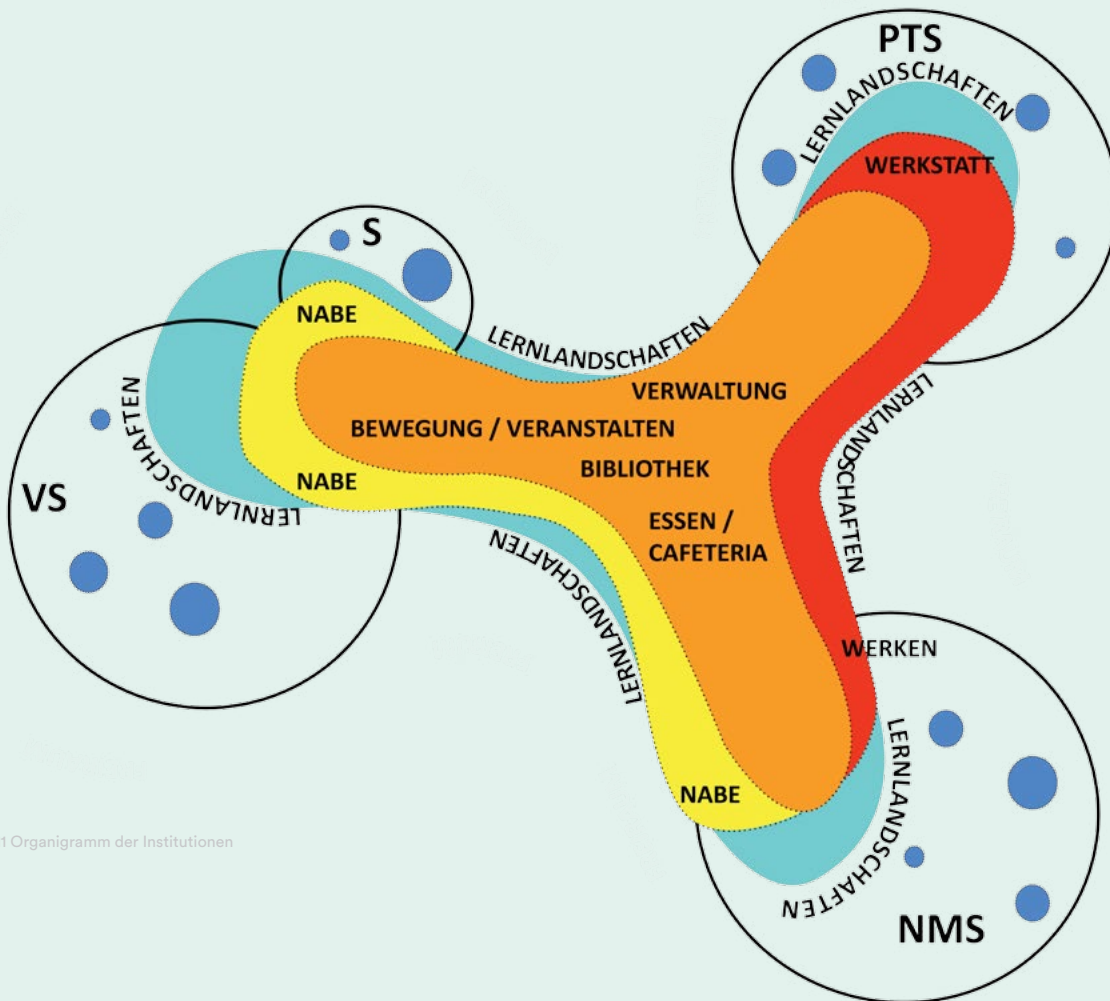 PTS
LERNLANDSCHAFTEN
WERKSTATT
S
NABE
LERNLANDSCHAFTEN
VERWALTUNG
LERNLANDSCHAFTEN
LERNLANDSCHAFTEN
BEWEGUNG / VERANSTALTEN
BIBLIOTHEK
NABE
VS
ESSEN /
CAFETERIA
LERNLANDSCHAFTEN
WERKEN
LERNLANDSCHAFTEN
NABE
1 Organigramm der Institutionen
NMS